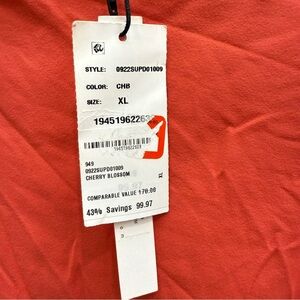 STYLE: 0922SUPD01009
COLOR: CHB
SIZE: XL
949
0922SUPD01009
CHERRY BLOSSOM
XL
COMPARABLE VALUE 170.00
43% Savings 99.97